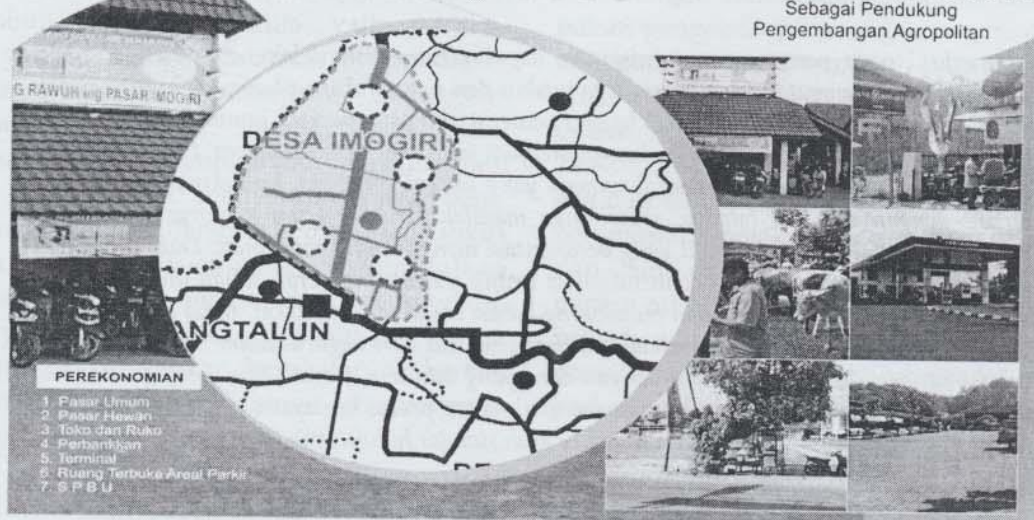 Sebagai Pendukung
Pengembangan Agropolitan
G RAWUH ing PASAR IMOGIRI
DESA IMOGIRI
ANGTALUN
PEREKONOMIAN
1. Pasar Umum
2. Pasar Hewan
3. Toko dan Ruko
4. Perbankkan
5. Terminal
6. Ruang Terbuka Areal Parkir
7. S P B U